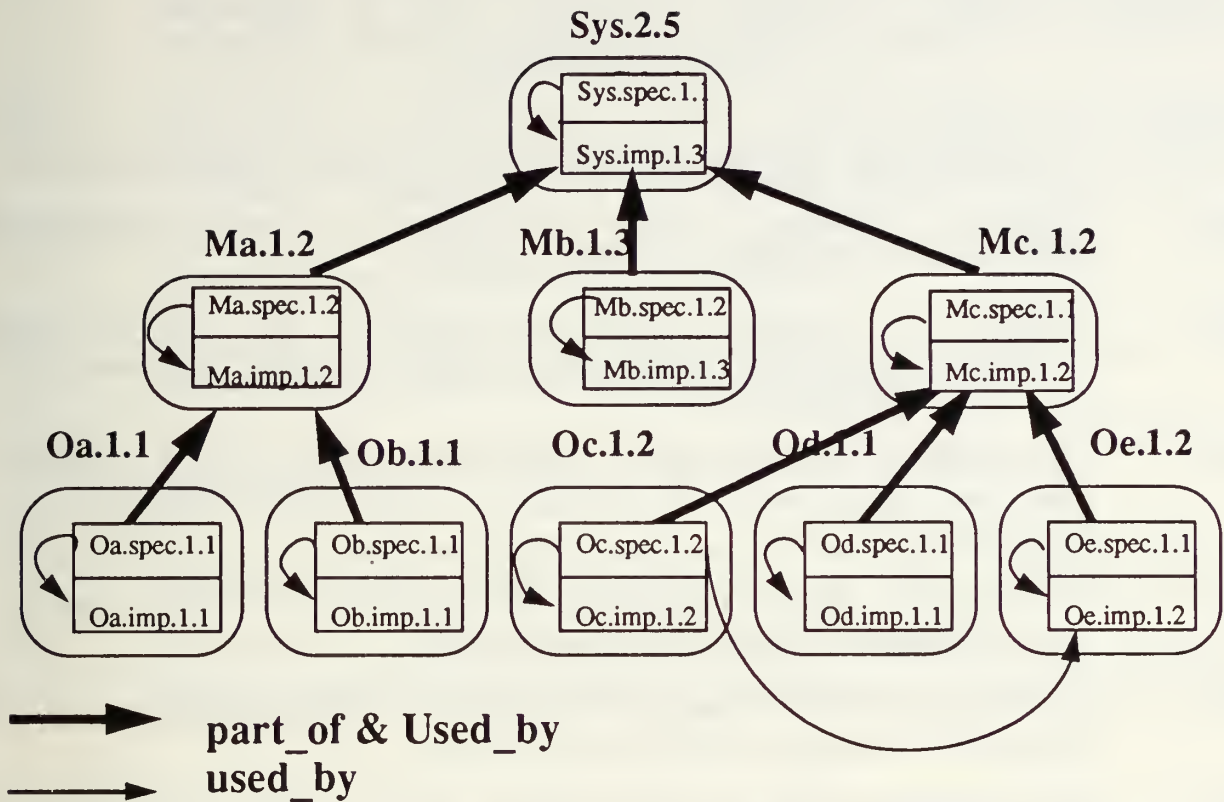 Sys.2.5
Sys.spec.1.1
Sys.imp.1.3
Ma.1.2
Mb.1.3
Mc. 1.2
Ma.spec.1.2
Mb.spec.1.2
Mc.spec.1.1
Ma.imp.1.2
Mb.imp.1.3
Mc.imp.1.2
Oa.1.1
Ob.1.1
Oc.1.2
Od.1.1
Oe.1.2
Oa.spec.1.1
Ob.spec.1.1
Oc.spec.1.2
Od.spec.1.1
Oe.spec.1.1
Oa.imp.1.1
Ob.imp.1.1
Oc.imp.1.2
Od.imp.1.1
Oe.imp.1.2
part_of & Used_by
used_by